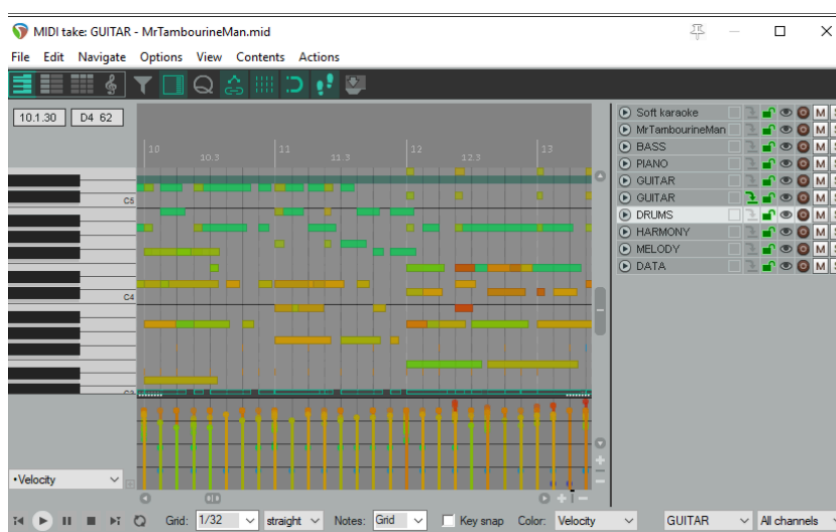 MIDI take: GUITAR - MrTambourineMan.mid
File Edit Navigate Options View Contents Actions
10.1.30 D4 62
10 11 12 13
10.3 11.3 12.3
C5
C4
Soft karaoke M
MrTambourineMan M
BASS M
PIANO M
GUITAR M
GUITAR M
DRUMS M
HARMONY M
MELODY M
DATA M
•Velocity
Grid: 1/32 straight Notes: Grid Key snap Color: Velocity GUITAR All channels